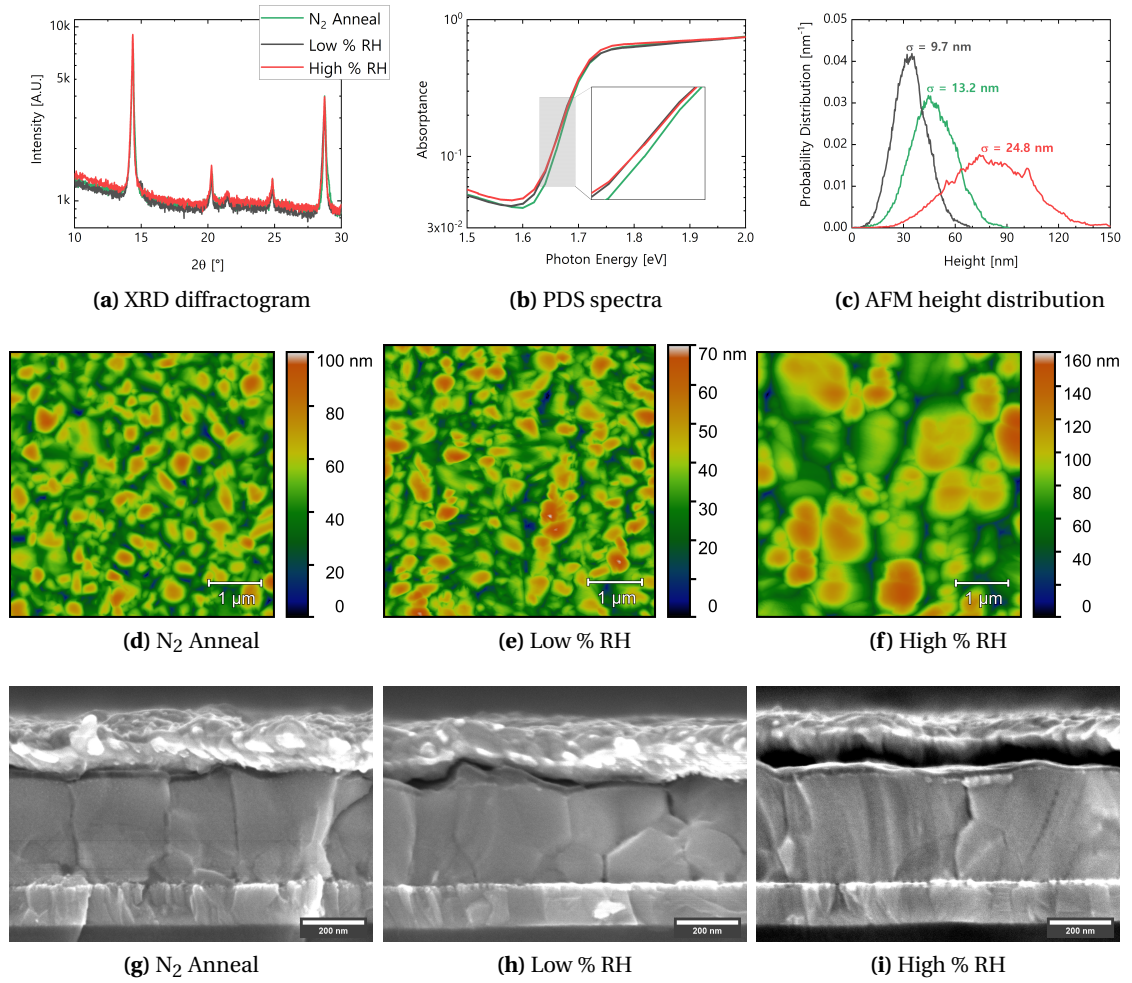 10k
5k
1k
Intensity [A.U.]
10 15 20 25 30
2θ [°]
N₂ Anneal
Low % RH
High % RH
(a) XRD diffractogram
10⁰
10⁻¹
3x10⁻²
Absorptance
1.5 1.6 1.7 1.8 1.9 2.0
Photon Energy [eV]
(b) PDS spectra
0.05
0.04
0.03
0.02
0.01
0.00
Probability Distribution [nm⁻¹]
σ = 9.7 nm
σ = 13.2 nm
σ = 24.8 nm
0 30 60 90 120 150
Height [nm]
(c) AFM height distribution
100 nm
80
60
40
20
0
1 µm
(d) N₂ Anneal
70 nm
60
50
40
30
20
10
0
1 µm
(e) Low % RH
160 nm
140
120
100
80
60
40
20
0
1 µm
(f) High % RH
200 nm
(g) N₂ Anneal
200 nm
(h) Low % RH
200 nm
(i) High % RH